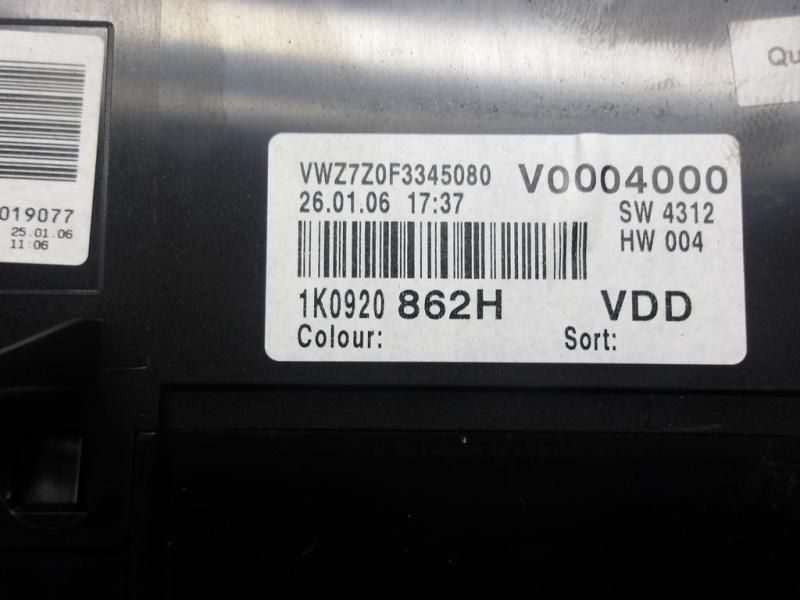 019077
25.01.06
11:06
Qu
VWZ7Z0F3345080 V0004000
26.01.06 17:37 SW 4312
HW 004
1K0920 862H VDD
Colour: Sort: